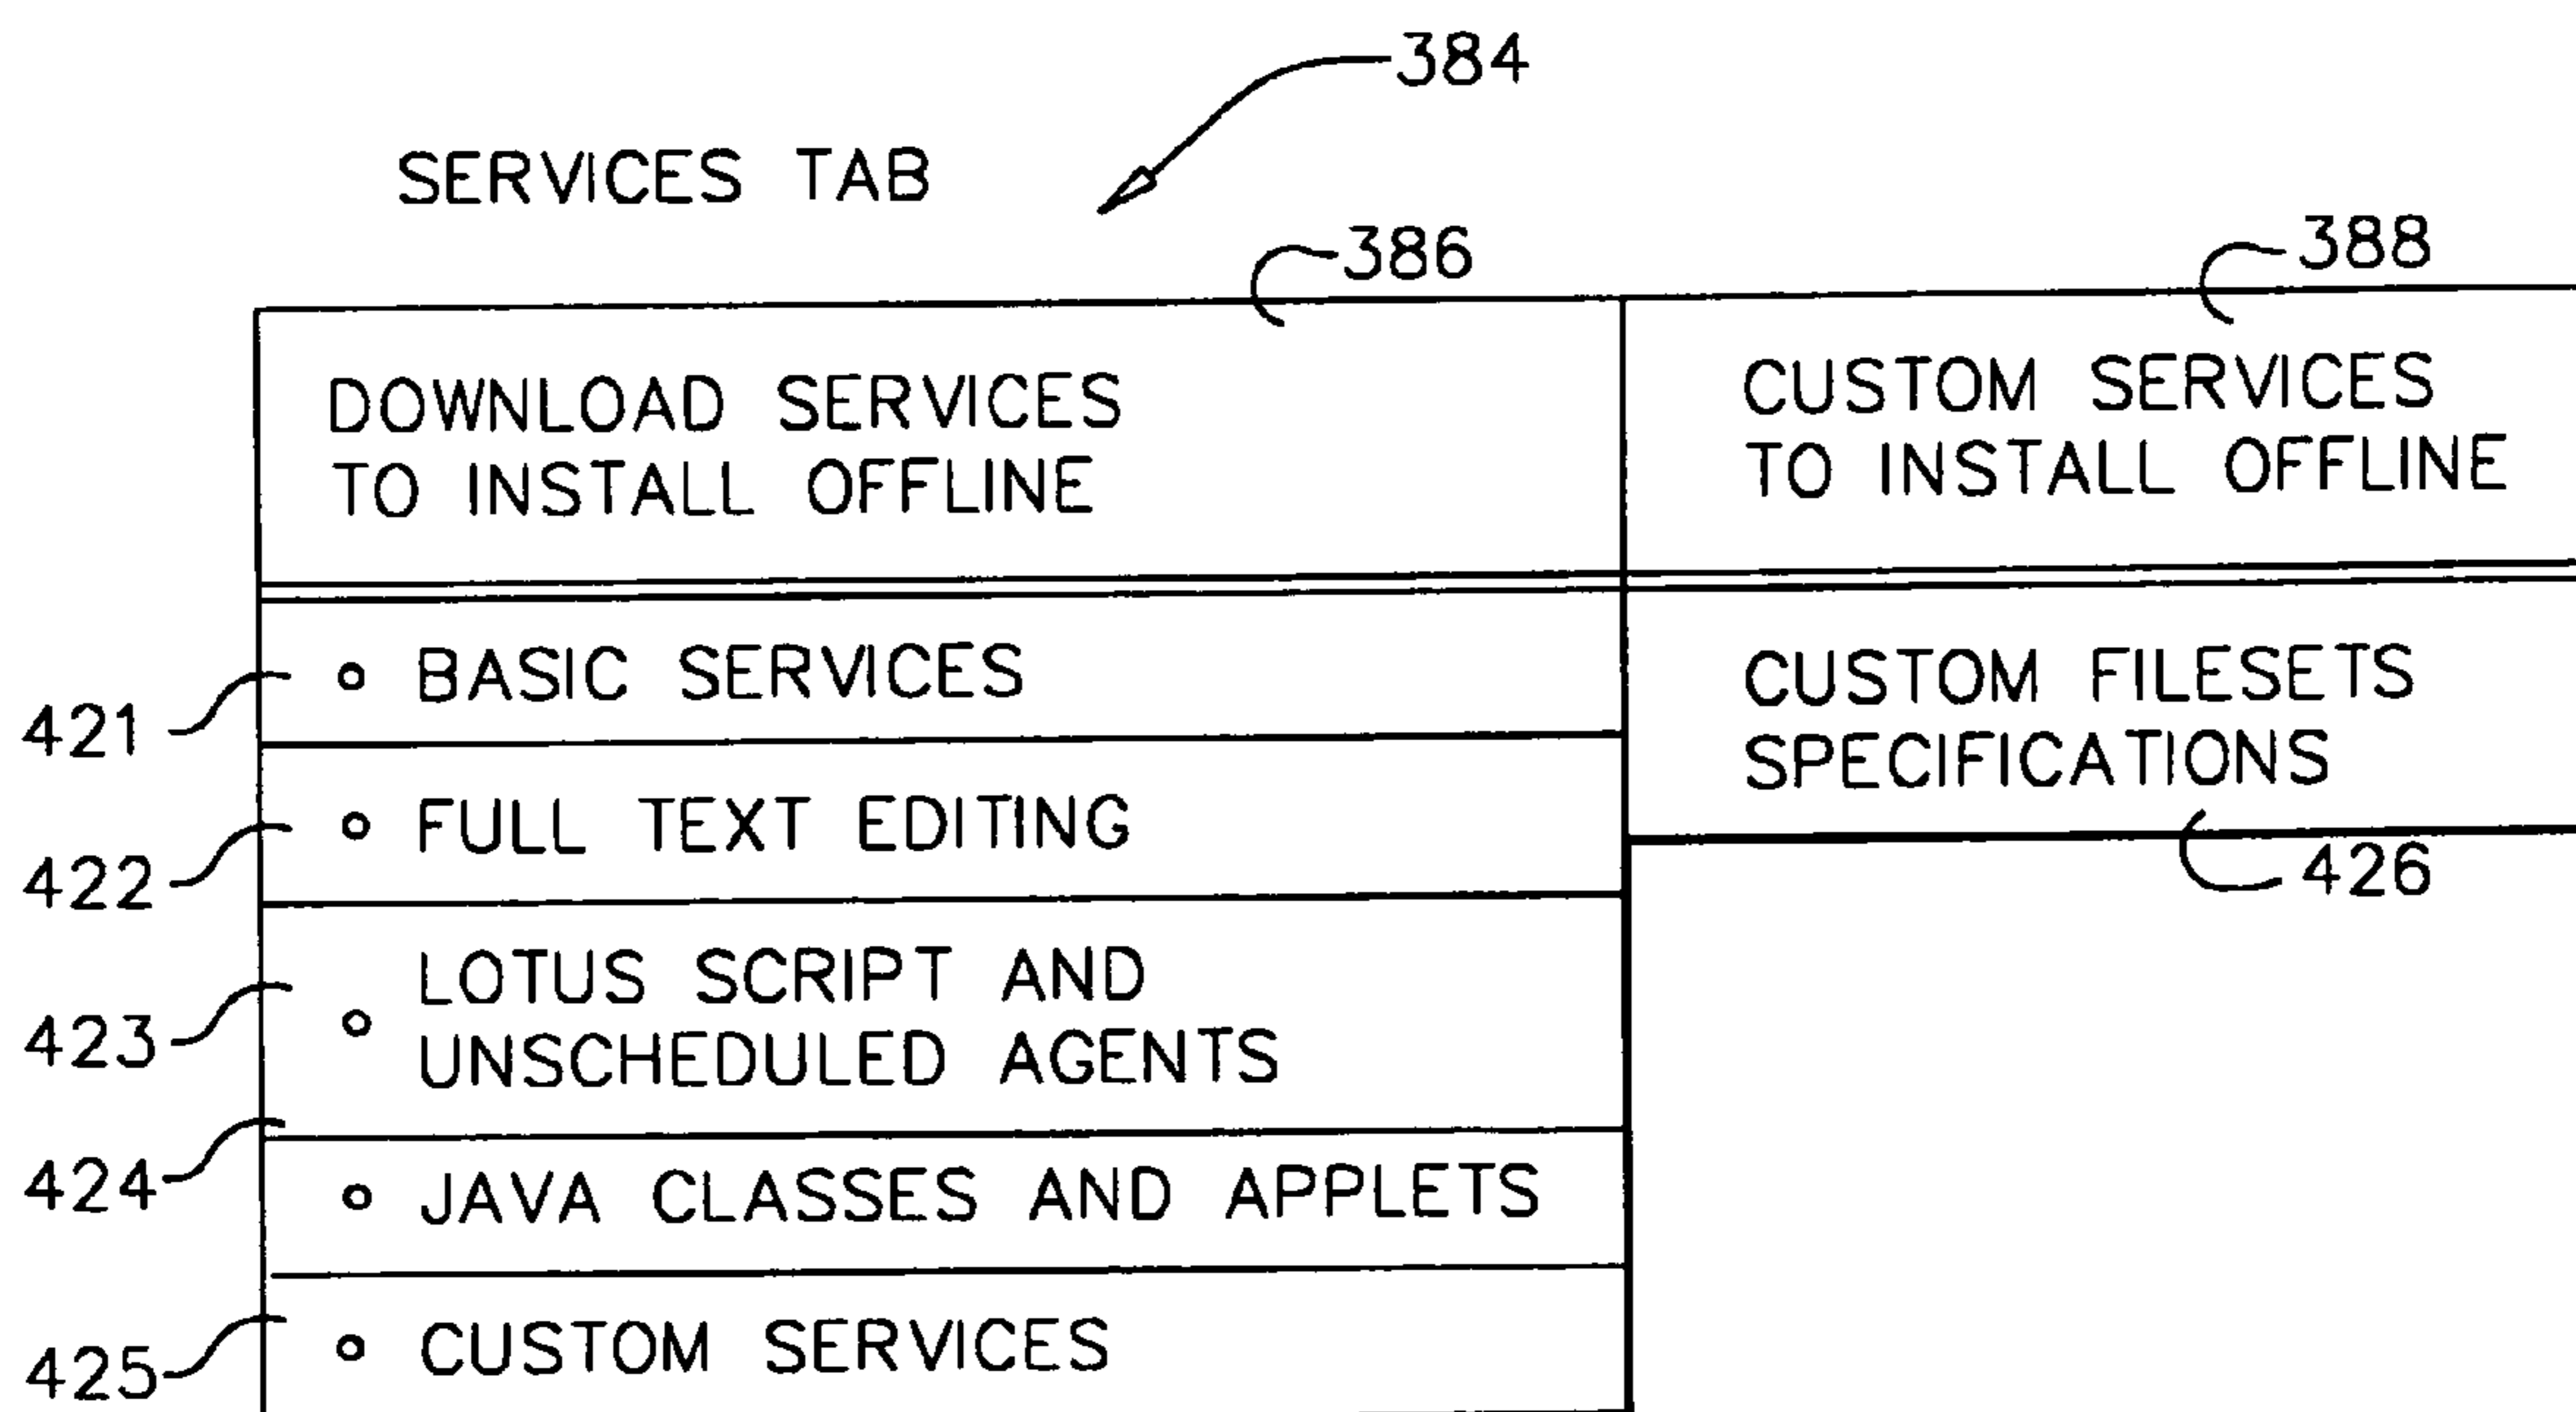 384
SERVICES TAB
386
388
DOWNLOAD SERVICES
TO INSTALL OFFLINE
CUSTOM SERVICES
TO INSTALL OFFLINE
421
BASIC SERVICES
CUSTOM FILESETS
SPECIFICATIONS
422
FULL TEXT EDITING
426
423
LOTUS SCRIPT AND
UNSCHEDULED AGENTS
424
JAVA CLASSES AND APPLETS
425
CUSTOM SERVICES